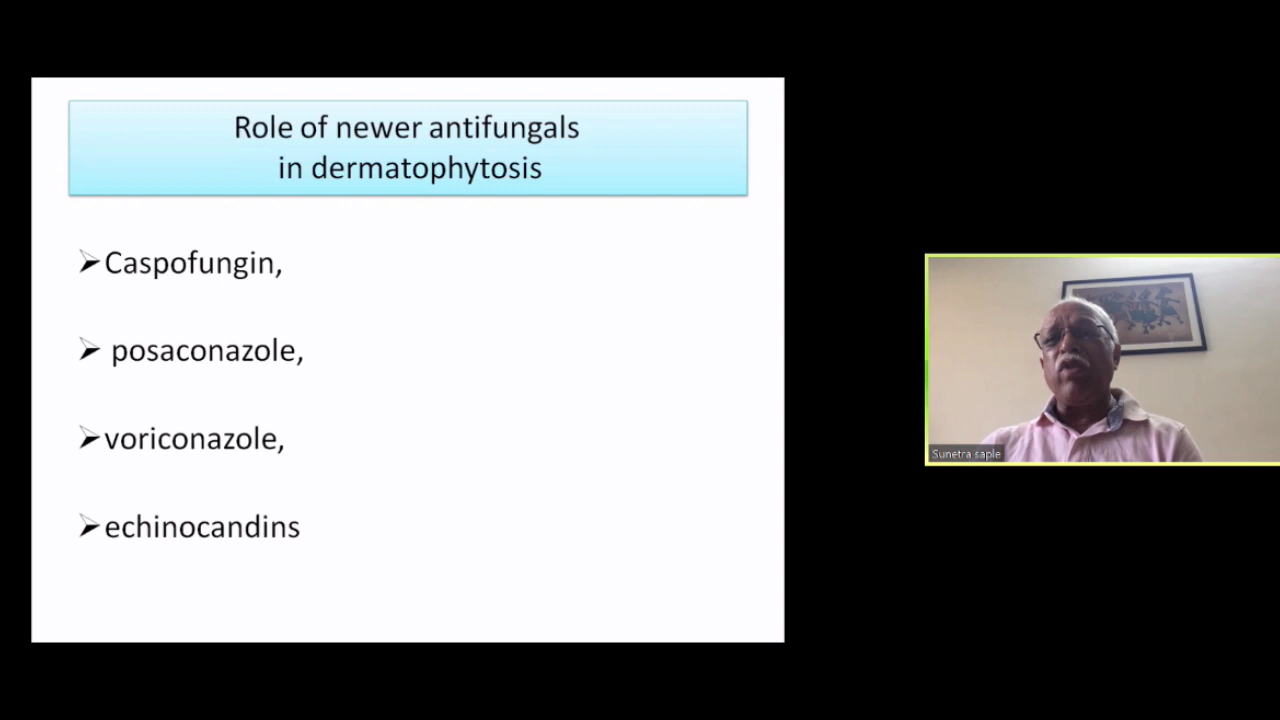 Role of newer antifungals
in dermatophytosis
➢Caspofungin,
➢ posaconazole,
➢voriconazole,
➢echinocandins
Sunetra saple